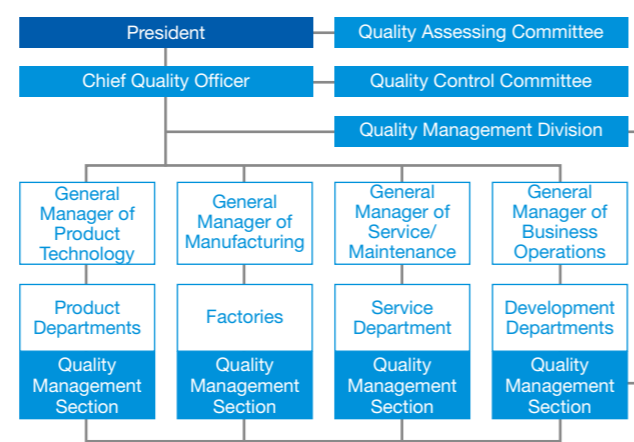 President
Quality Assessing Committee
Chief Quality Officer
Quality Control Committee
Quality Management Division
General
Manager of
Product
Technology
General
Manager of
Manufacturing
General
Manager of
Service/
Maintenance
General
Manager of
Business
Operations
Product
Departments
Quality
Management
Section
Factories
Quality
Management
Section
Service
Department
Quality
Management
Section
Development
Departments
Quality
Management
Section